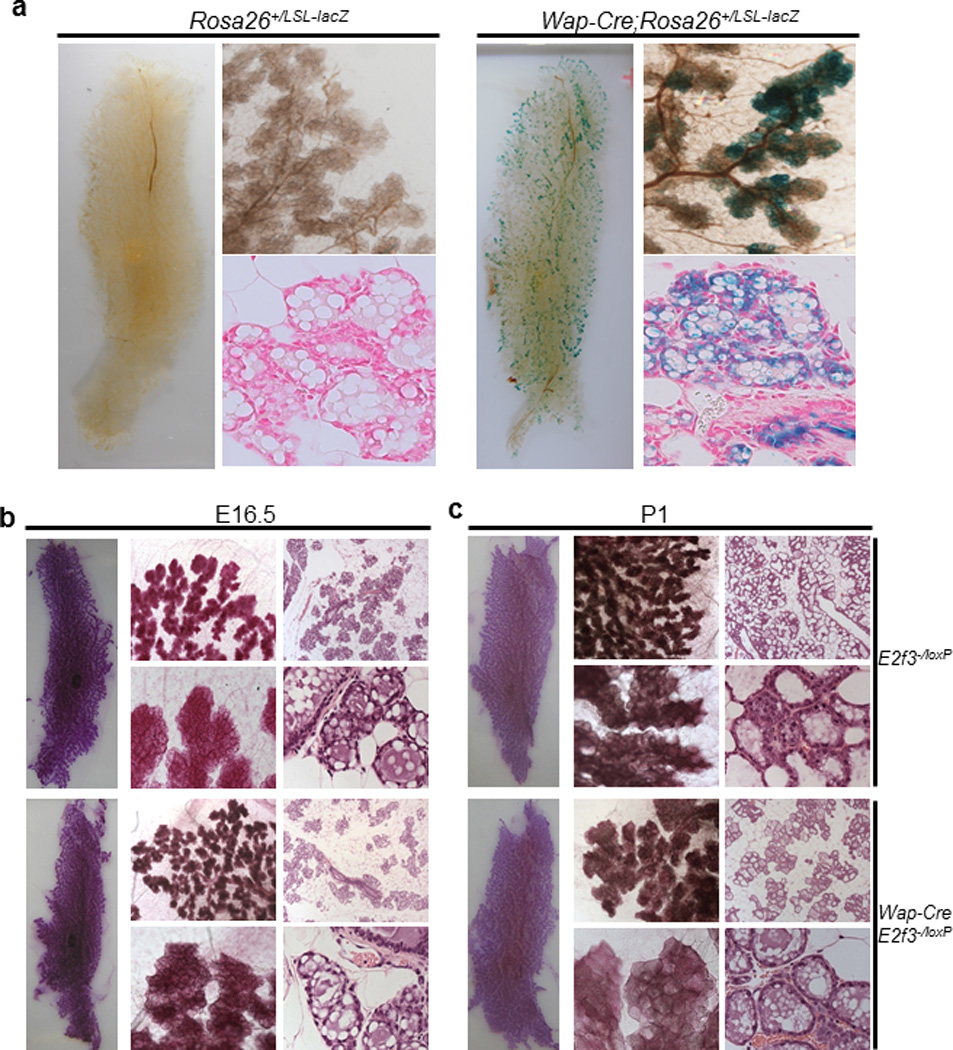 a
Rosa26+/LSL-lacZ
Wap-Cre;Rosa26+/LSL-lacZ
b
E16.5
c
P1
E2f3-/loxP
Wap-Cre
E2f3-/loxP